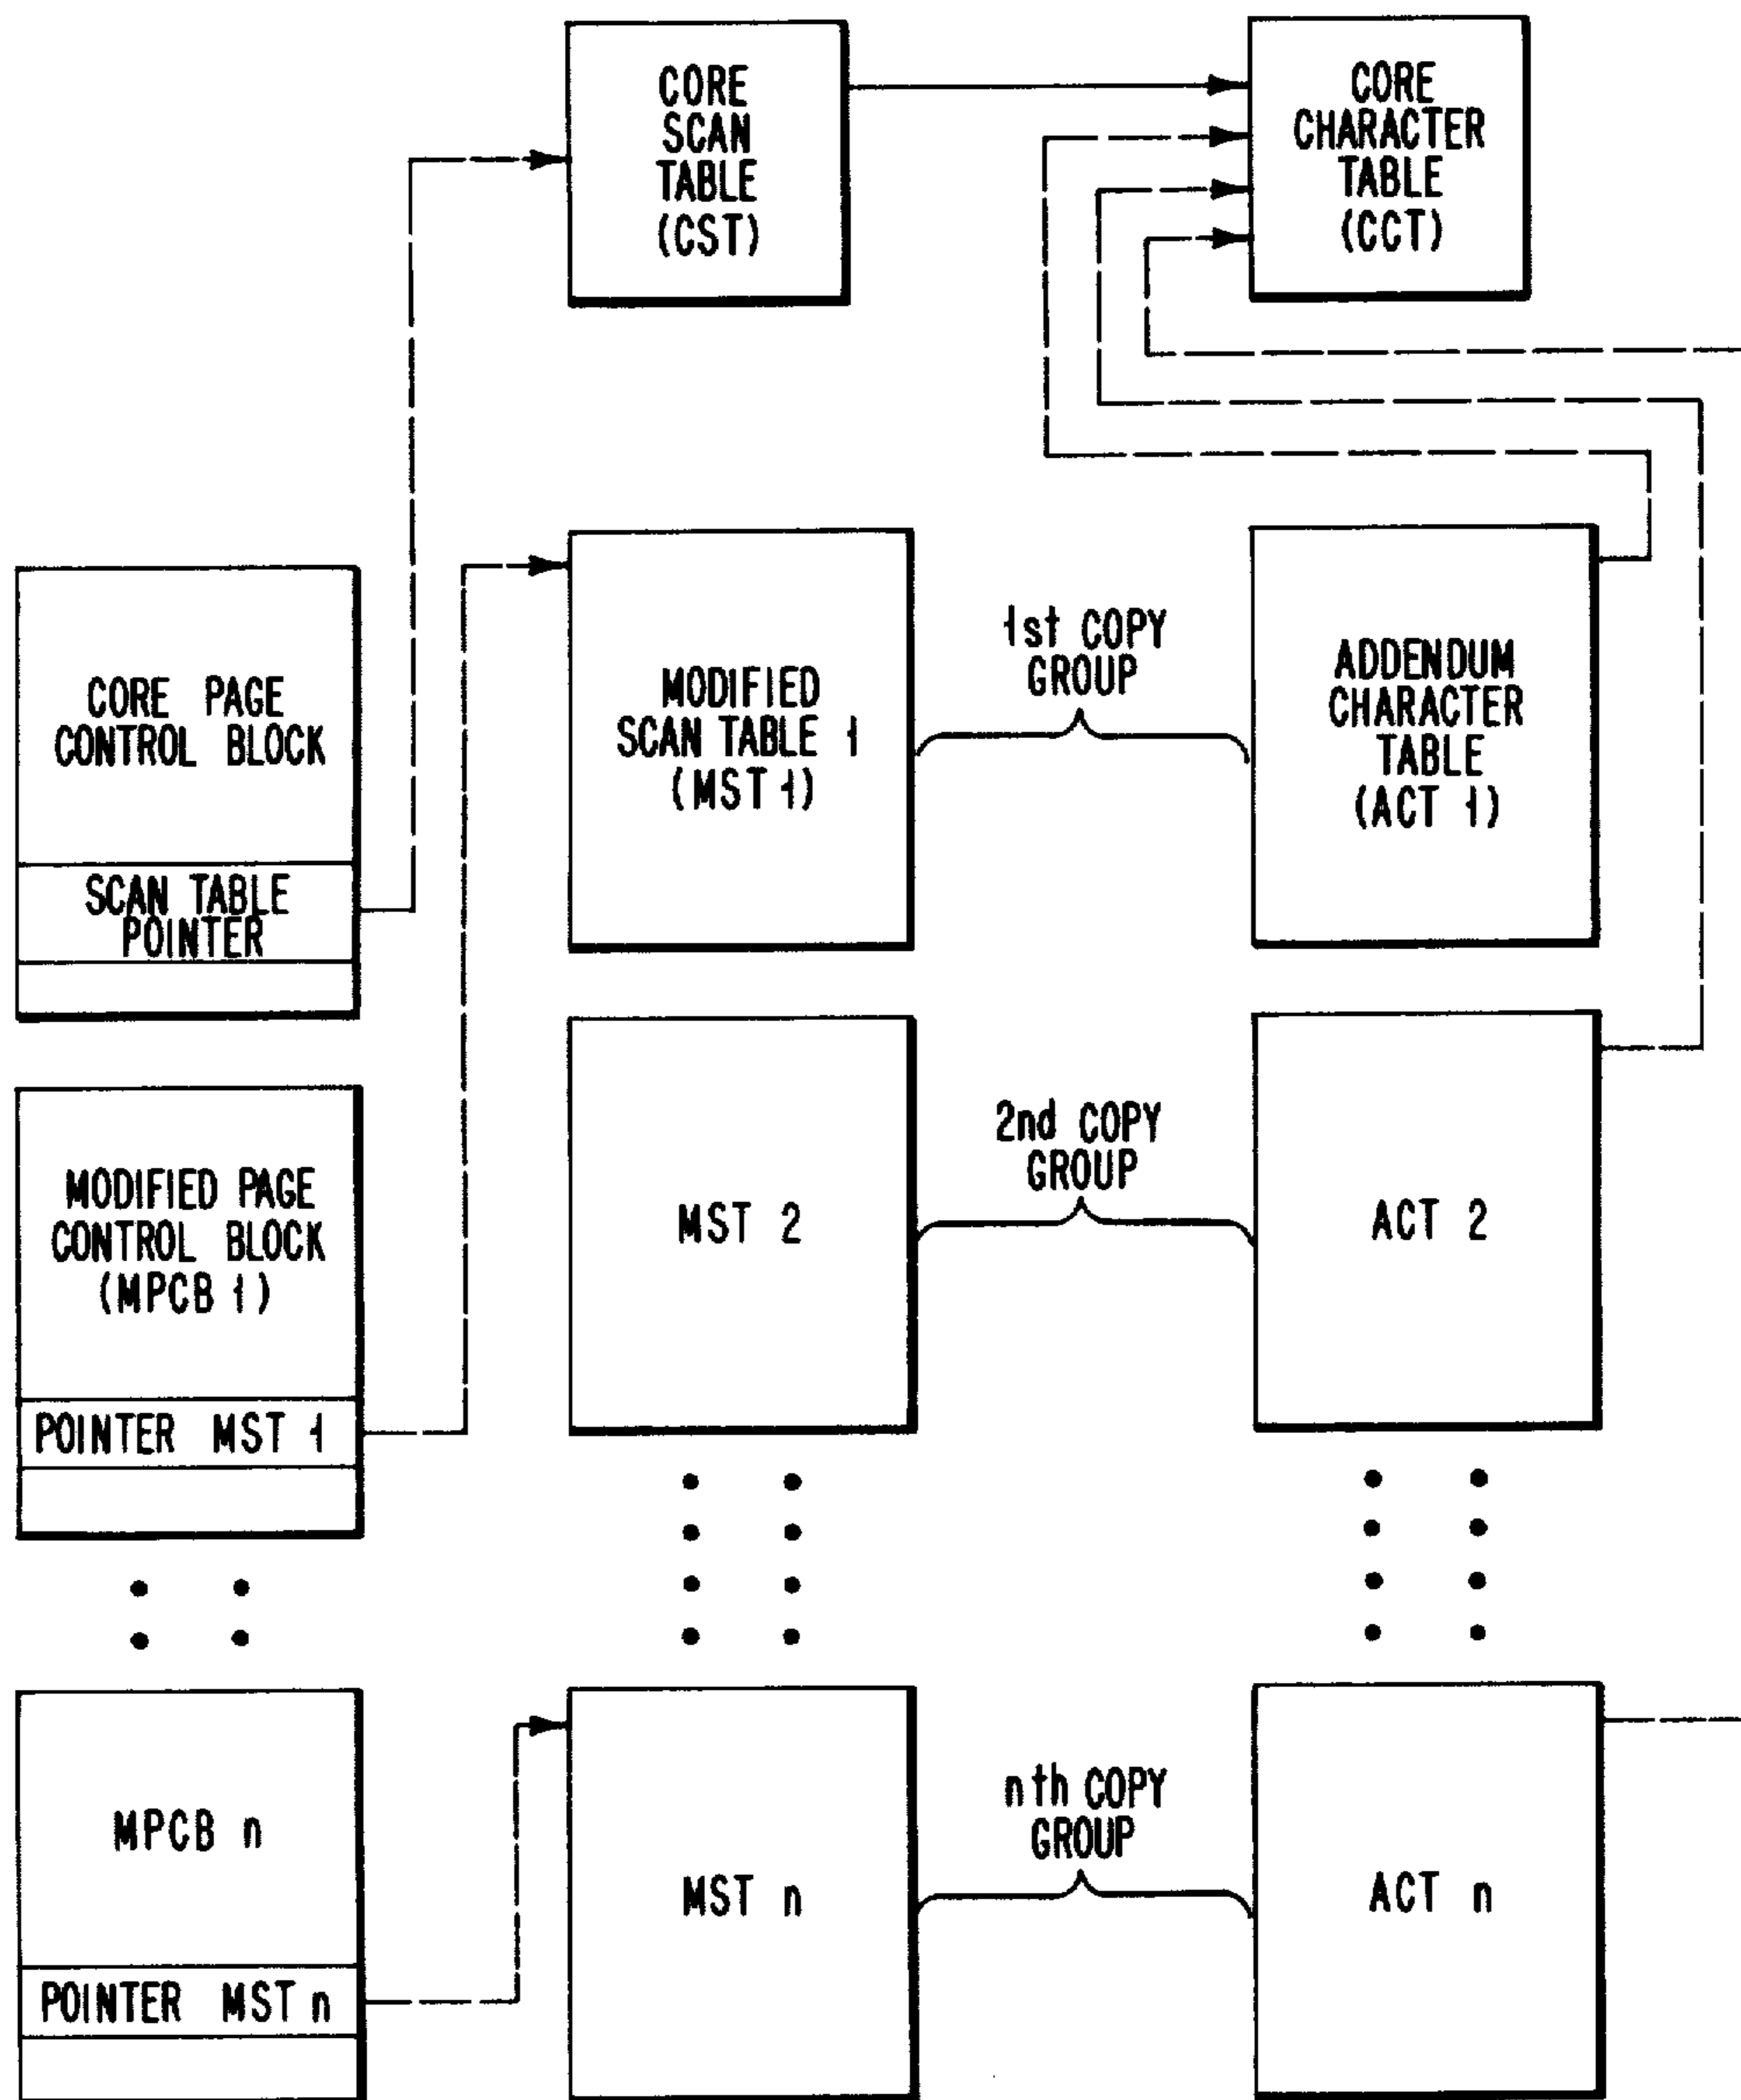 CORE
SCAN
TABLE
(CST)
CORE
CHARACTER
TABLE
(CCT)
CORE PAGE
CONTROL BLOCK
SCAN TABLE
POINTER
MODIFIED
SCAN TABLE 1
(MST 1)
1st COPY
GROUP
ADDENDUM
CHARACTER
TABLE
(ACT 1)
MODIFIED PAGE
CONTROL BLOCK
(MPCB 1)
POINTER MST 1
MST 2
2nd COPY
GROUP
ACT 2
MPCB n
POINTER MST n
MST n
nth COPY
GROUP
ACT n